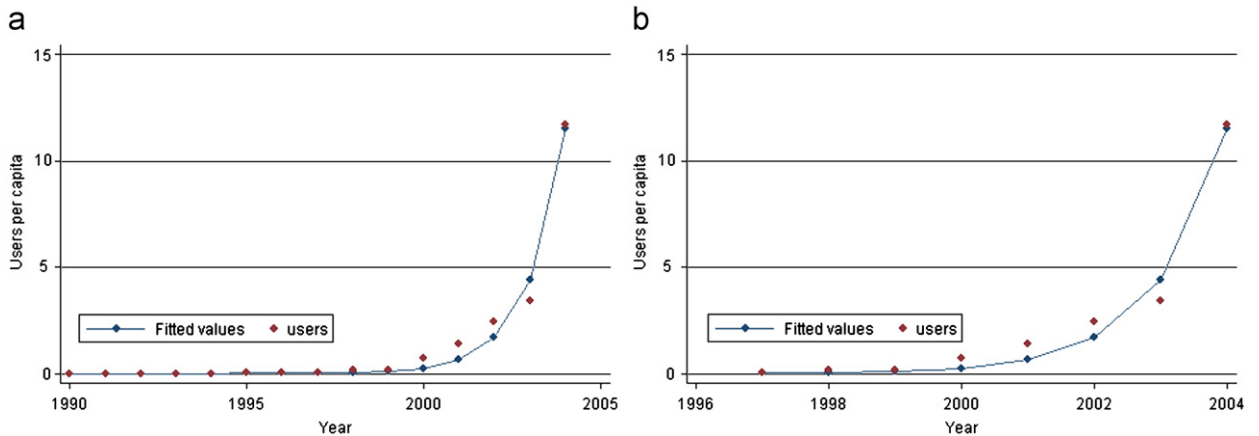 a
15
10
5
0
Users per capita
Fitted values users
1990 1995 2000 2005
Year
b
15
10
5
0
Users per capita
Fitted values users
1996 1998 2000 2002 2004
Year